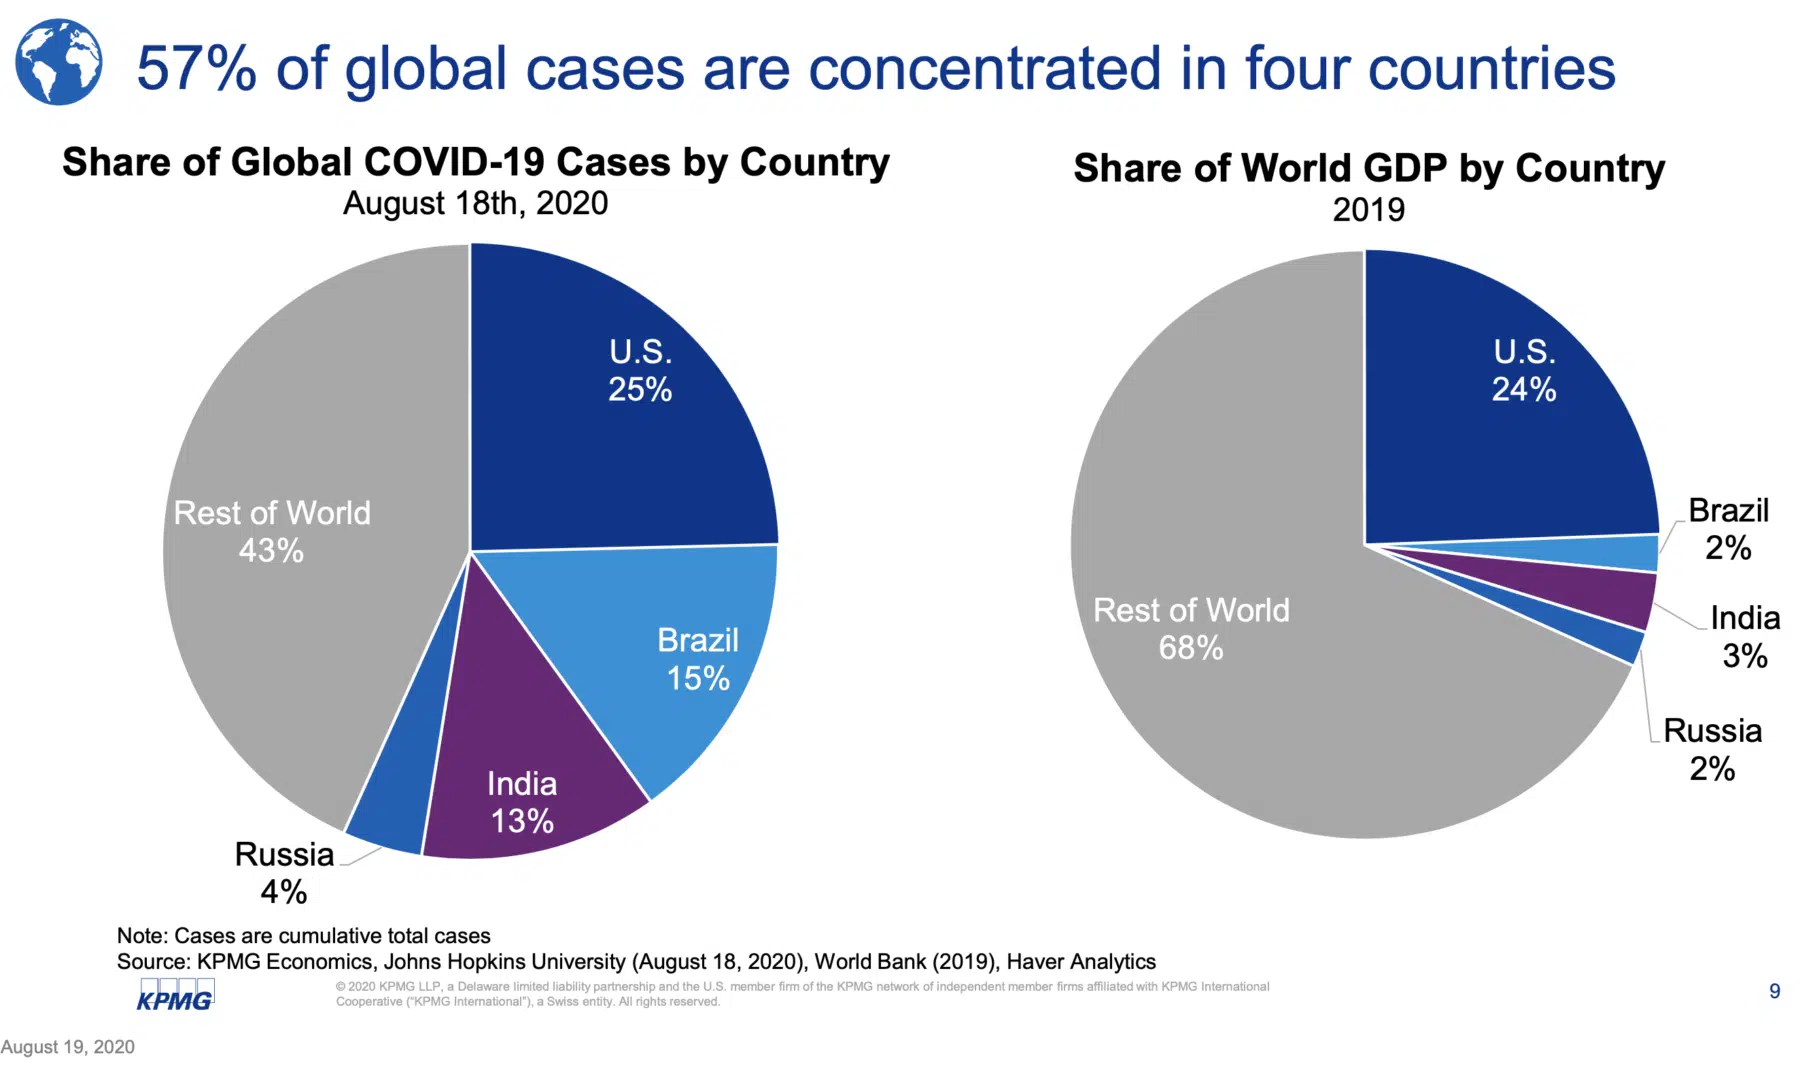 57% of global cases are concentrated in four countries
Share of Global COVID-19 Cases by Country
August 18th, 2020
U.S.
25%
Brazil
15%
India
13%
Russia
4%
Rest of World
43%
Share of World GDP by Country
2019
U.S.
24%
Brazil
2%
India
3%
Russia
2%
Rest of World
68%
Note: Cases are cumulative total cases
Source: KPMG Economics, Johns Hopkins University (August 18, 2020), World Bank (2019), Haver Analytics
KPMG
© 2020 KPMG LLP, a Delaware limited liability partnership and the U.S. member firm of the KPMG network of independent member firms affiliated with KPMG International
Cooperative (“KPMG International”), a Swiss entity. All rights reserved.
9
August 19, 2020